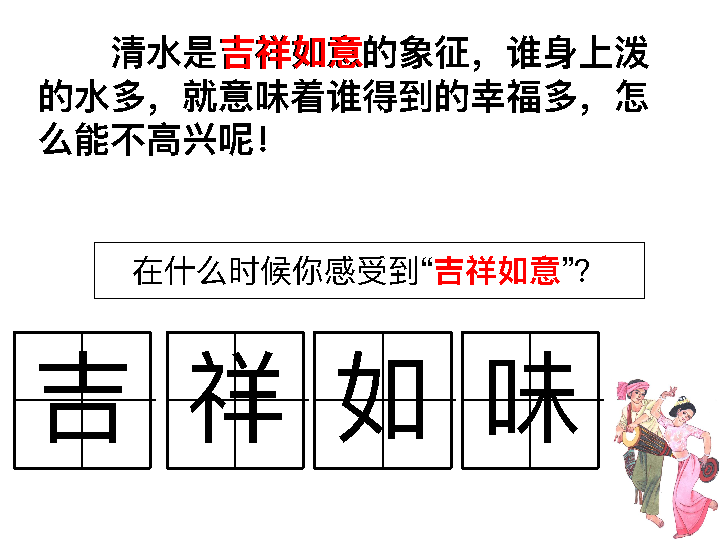 清水是吉祥如意的象征，谁身上泼
的水多，就意味着谁得到的幸福多，怎
么能不高兴呢！
在什么时候你感受到“吉祥如意”？
吉祥如味